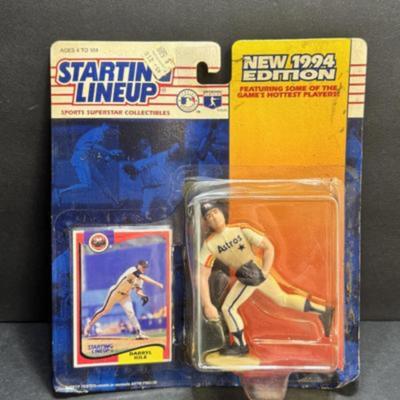 AGES 4 TO 104
STARTING
LINEUP
SPORTS SUPERSTAR COLLECTIBLES
NEW 1994
EDITION
FEATURING SOME OF THE
GAME'S HOTTEST PLAYERS!
Astros
STARTING
LINEUP
DARRYL
KILE